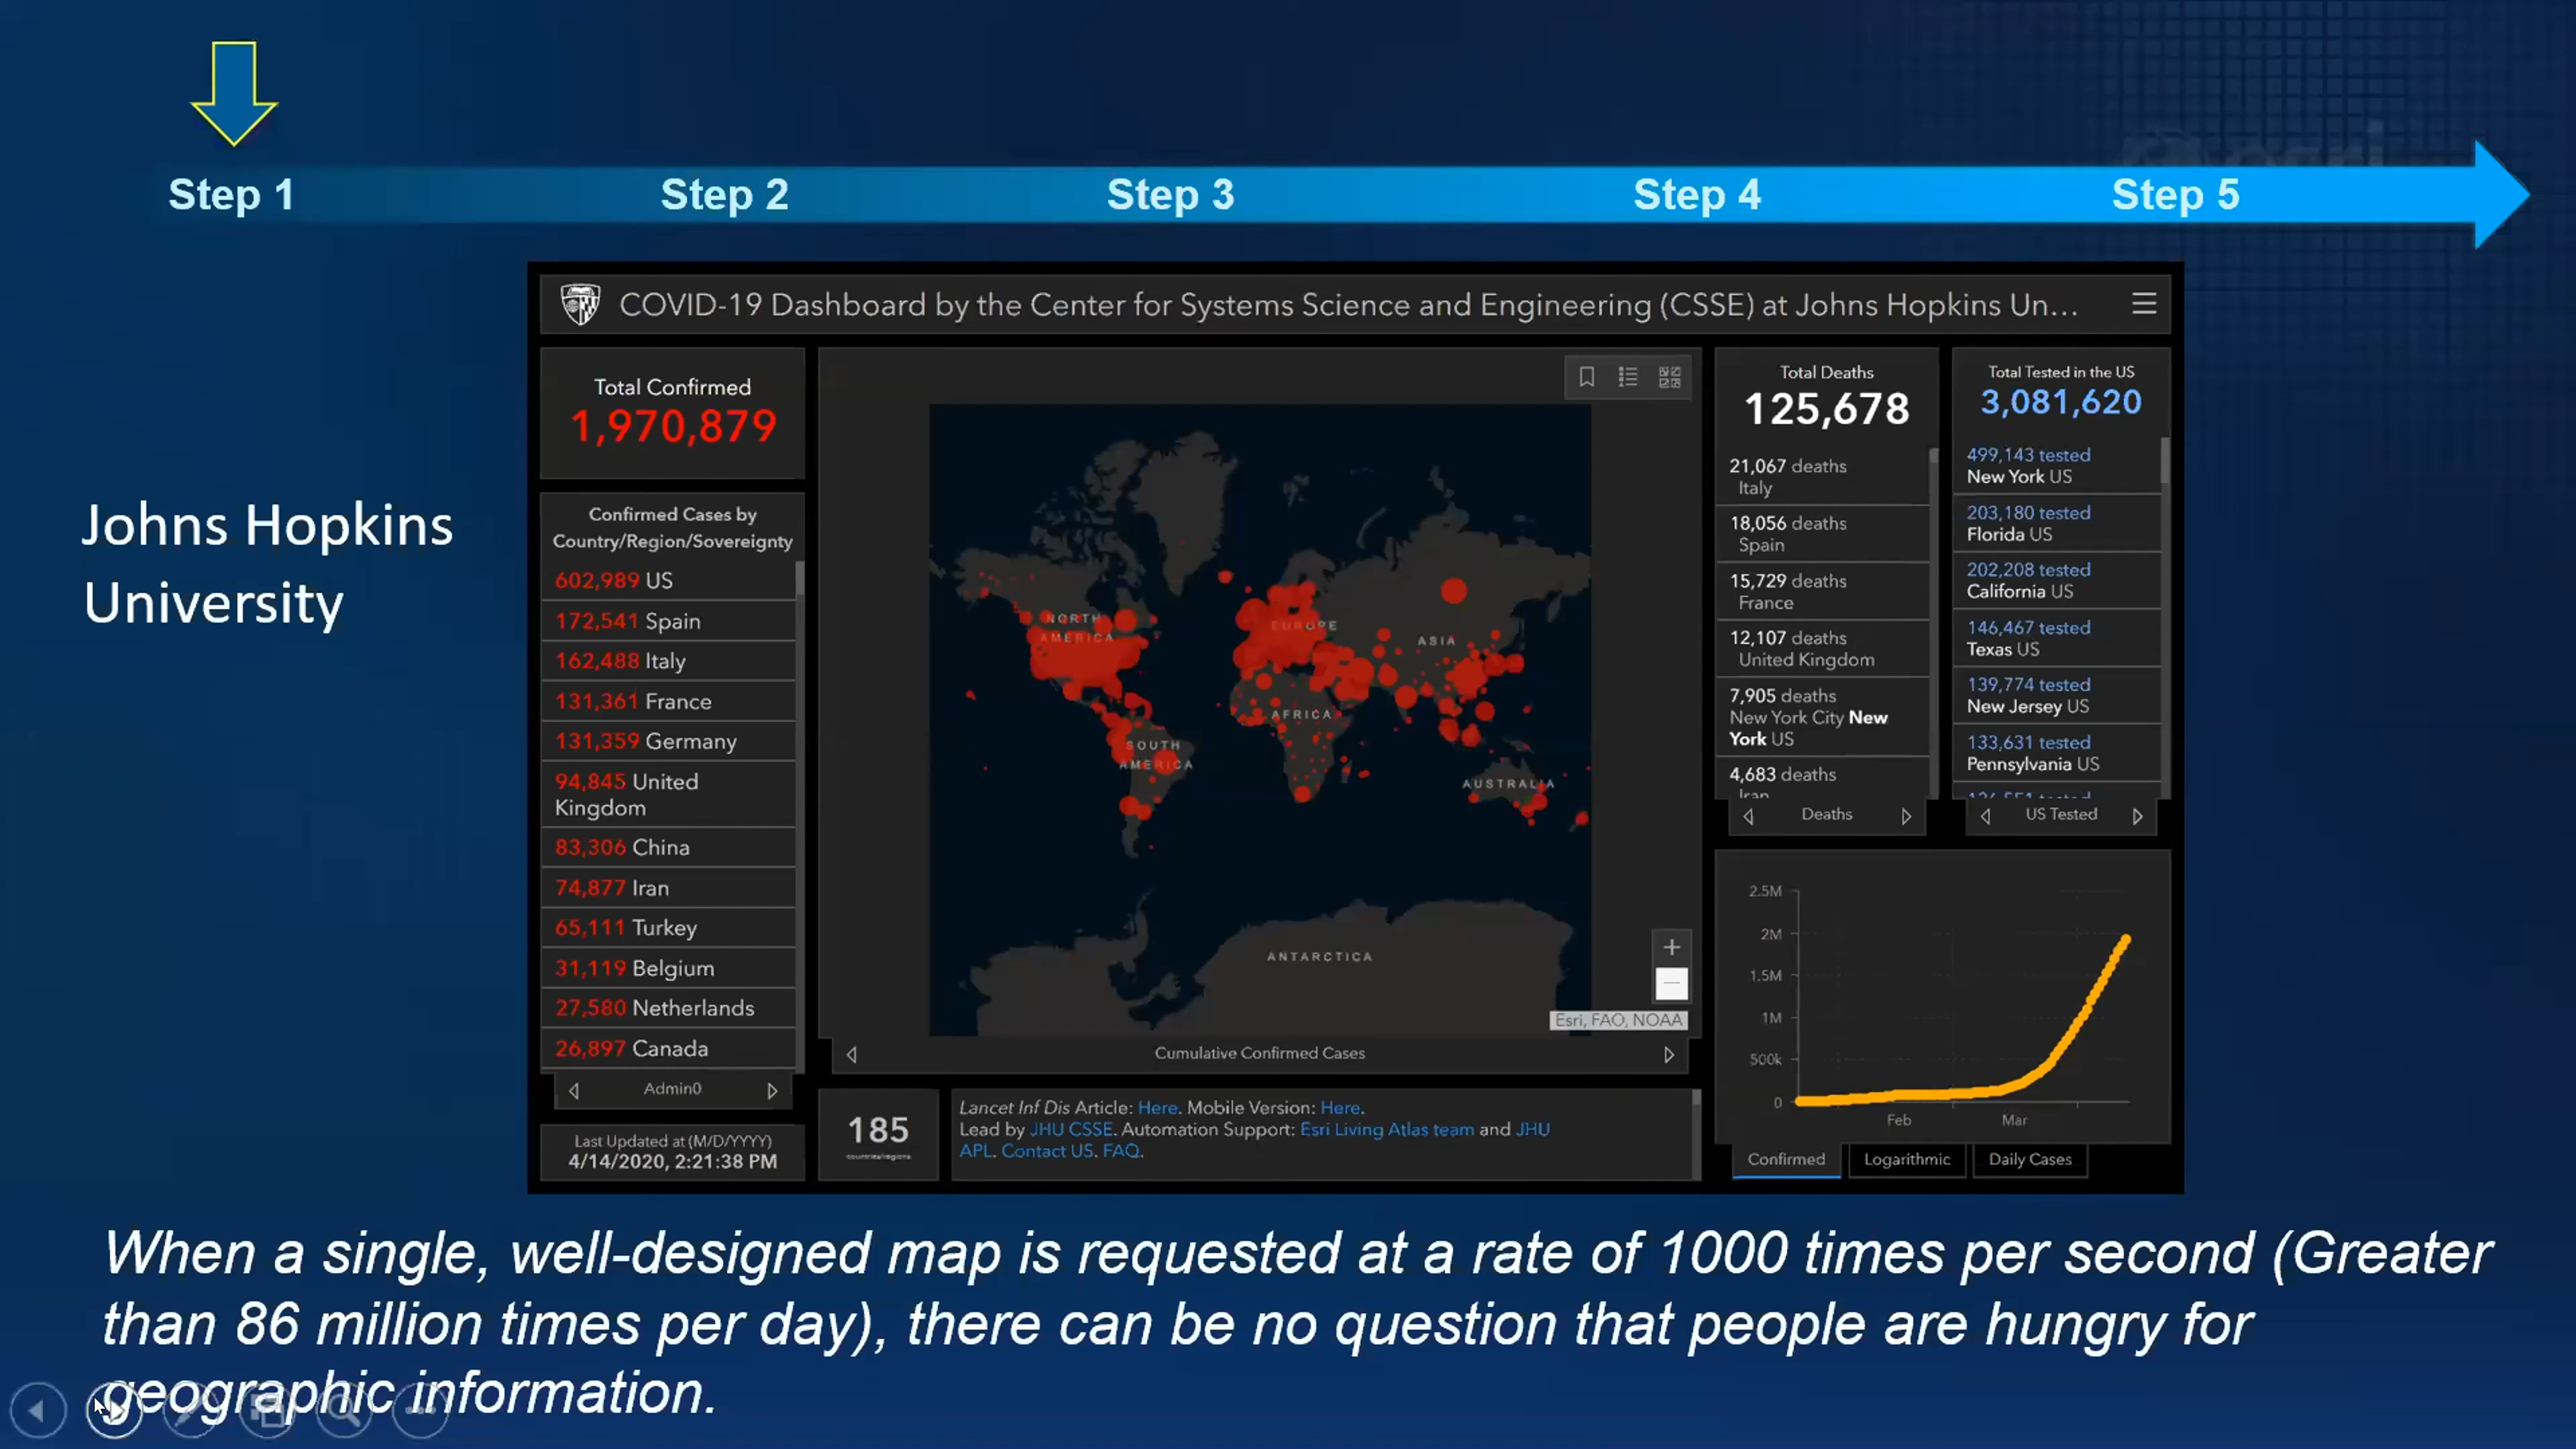 Step 1
Step 2
Step 3
Step 4
Step 5
Johns Hopkins
University
COVID-19 Dashboard by the Center for Systems Science and Engineering (CSSE) at Johns Hopkins Un...
Total Confirmed
1,970,879
Confirmed Cases by
Country/Region/Sovereignty
602,989 US
172,541 Spain
162,488 Italy
131,361 France
131,359 Germany
94,845 United
Kingdom
83,306 China
74,877 Iran
65,111 Turkey
31,119 Belgium
27,580 Netherlands
26,897 Canada
Admin0
Last Updated at (M/D/YYYY)
4/14/2020, 2:21:38 PM
NORTH
AMERICA
EUROPE
ASIA
AFRICA
SOUTH
AMERICA
AUSTRALIA
ANTARCTICA
Esri, FAO, NOAA
Cumulative Confirmed Cases
185
countries/regions
Lancet Inf Dis Article: Here. Mobile Version: Here.
Lead by JHU CSSE. Automation Support: Esri Living Atlas team and JHU
APL. Contact US. FAQ.
Total Deaths
125,678
21,067 deaths
Italy
18,056 deaths
Spain
15,729 deaths
France
12,107 deaths
United Kingdom
7,905 deaths
New York City New
York US
4,683 deaths
Iran
Deaths
Total Tested in the US
3,081,620
499,143 tested
New York US
203,180 tested
Florida US
202,208 tested
California US
146,467 tested
Texas US
139,774 tested
New Jersey US
133,631 tested
Pennsylvania US
US Tested
2.5M
2M
1.5M
1M
500k
0
Feb
Mar
Confirmed
Logarithmic
Daily Cases
When a single, well-designed map is requested at a rate of 1000 times per second (Greater
than 86 million times per day), there can be no question that people are hungry for
geographic information.